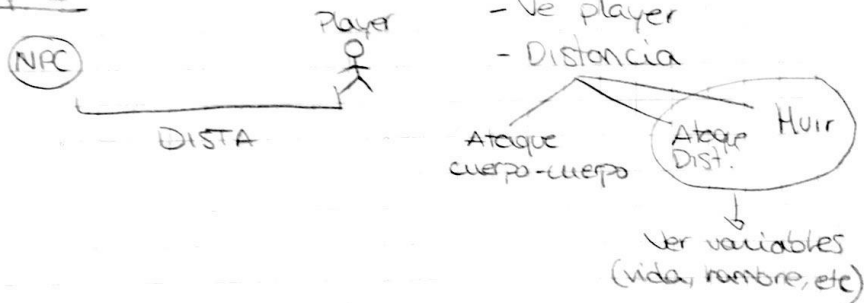 NPC
Player
DISTA
- Ve player
- Distancia
Ataque
cuerpo-cuerpo
Ataque
Dist.
Huir
Ver variables
(vida, hambre, etc)